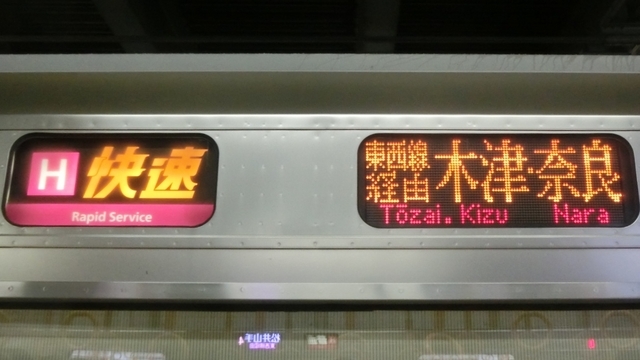 H 快速
Rapid Service
東西線
経由
木津・奈良
Tōzai. Kizu Nara